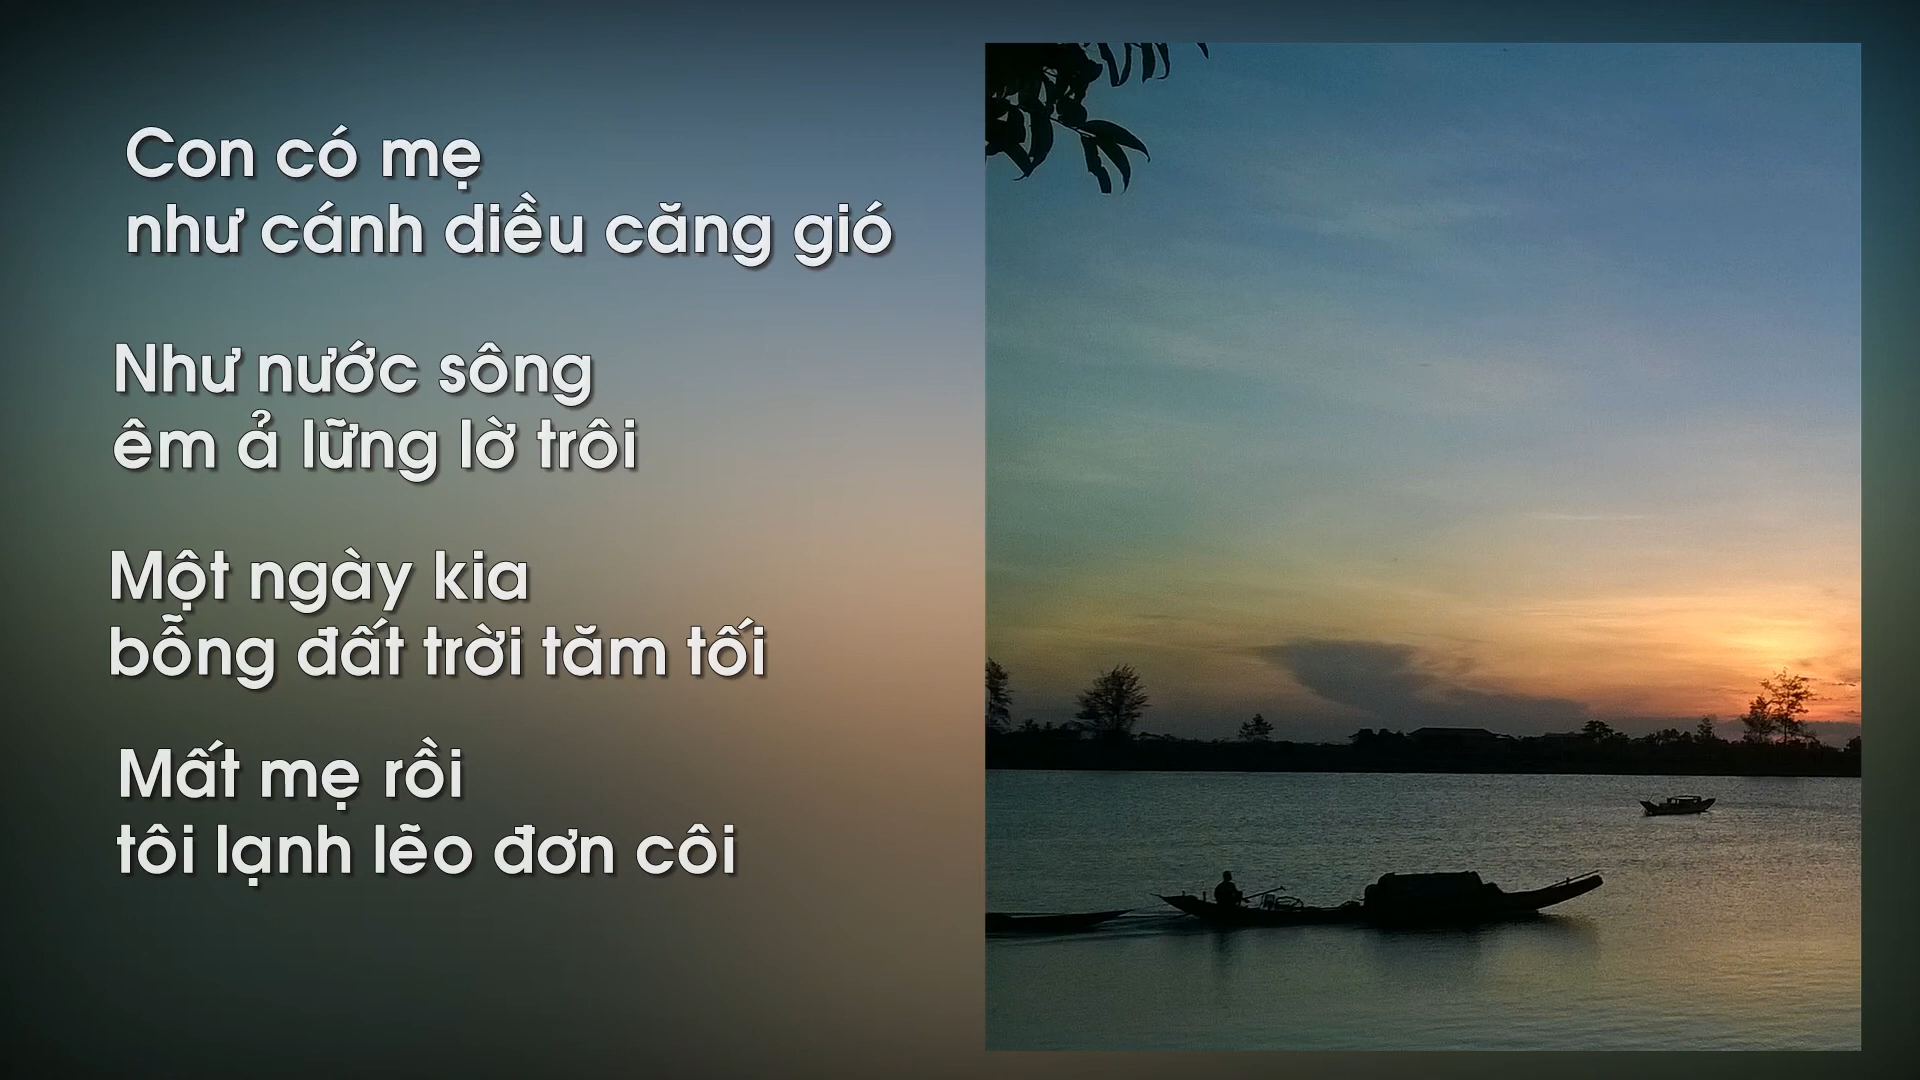 Con có mẹ
như cánh diều căng gió
Như nước sông
êm ả lững lờ trôi
Một ngày kia
bỗng đất trời tăm tối
Mất mẹ rồi
tôi lạnh lẽo đơn côi